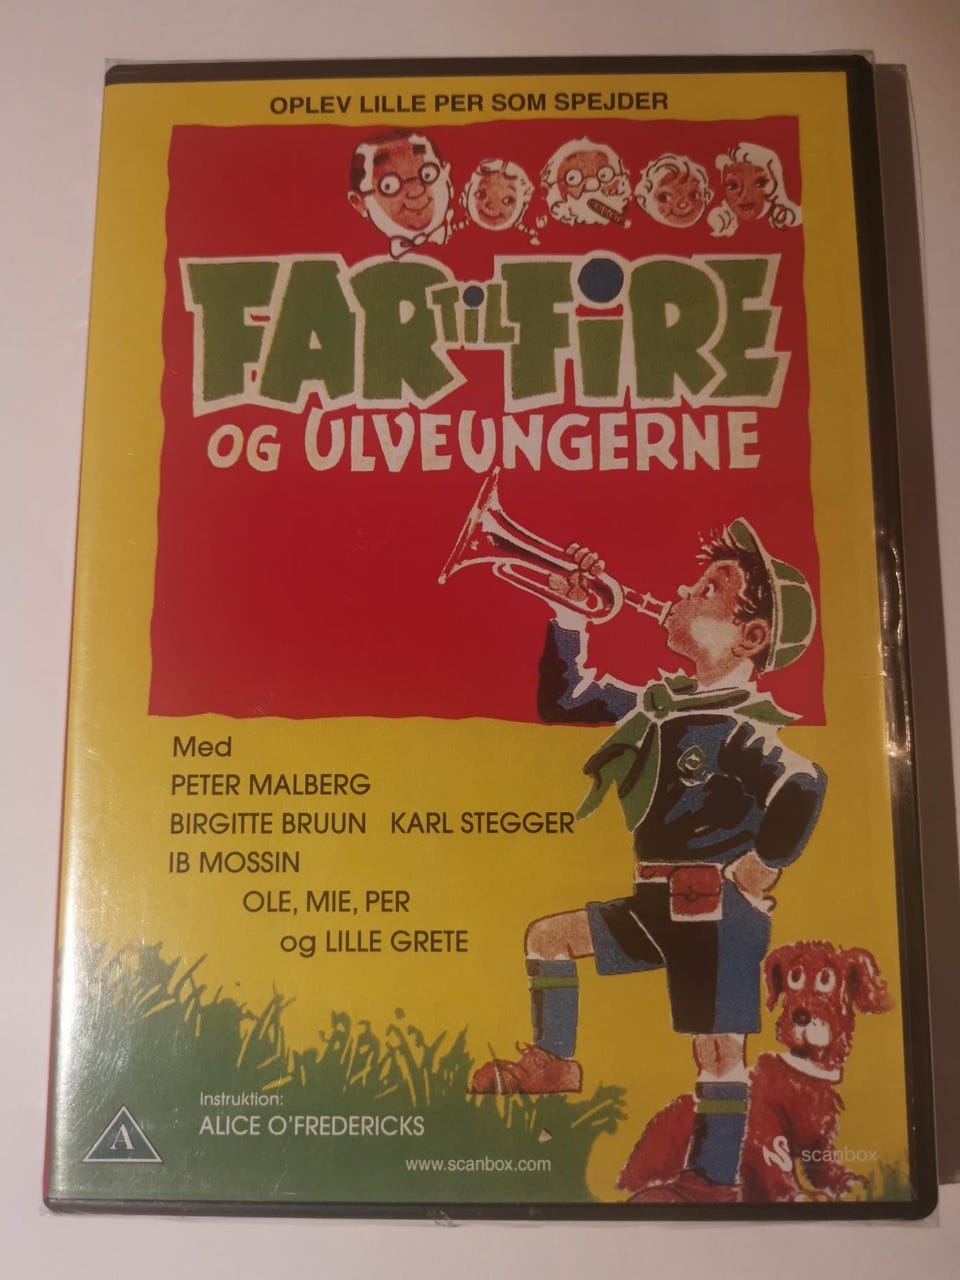 OPLEV LILLE PER SOM SPEJDER
FAR TIL FIRE
OG ULVEUNGERNE
Med
PETER MALBERG
BIRGITTE BRUUN KARL STEGGER
IB MOSSIN
OLE, MIE, PER
og LILLE GRETE
Instruktion:
ALICE O'FREDERICKS
A
www.scanbox.com
scanbox